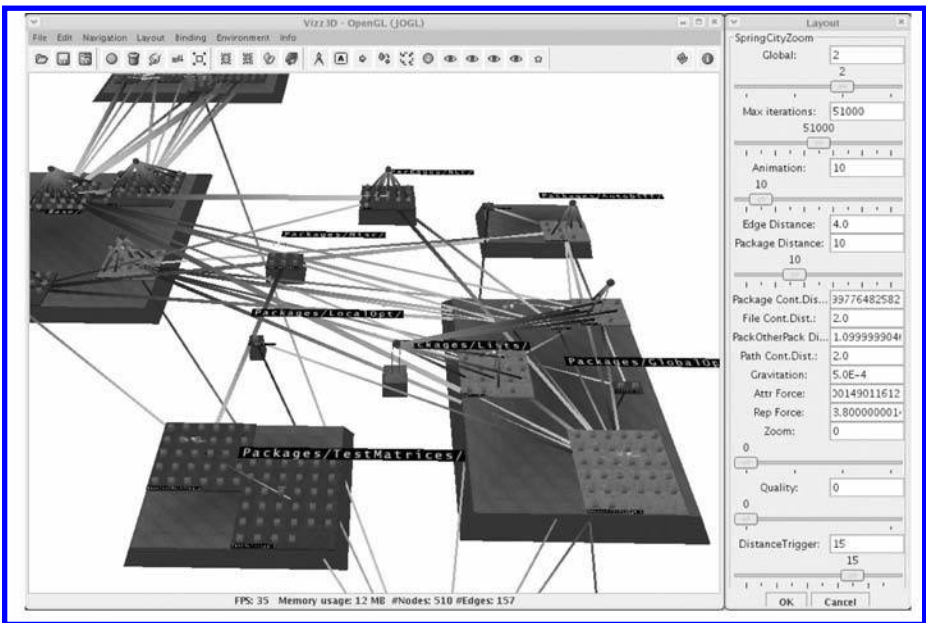 Vizz3D - OpenGL (JOGL)
File Edit Navigation Layout Binding Environment Info
A
Packages/Mtsr/
Packages/LocalOpt/
Packages/Lists/
Packages/GlobalOp
Packages/TestMatrices/
FPS: 35 Memory usage: 12 MB #Nodes: 510 #Edges: 157
Layout
SpringCityZoom
Global: 2
2
Max iterations: 51000
51000
Animation: 10
10
Edge Distance: 4.0
Package Distance: 10
10
Package Cont.Dis... 39776482582
File Cont.Dist.: 2.0
PackOtherPack Di... 1.099999904
Path Cont.Dist.: 2.0
Gravitation: 5.0E-4
Attr Force: 00149011612
Rep Force: 3.800000001
Zoom: 0
0
Quality: 0
0
DistanceTrigger: 15
15
OK Cancel